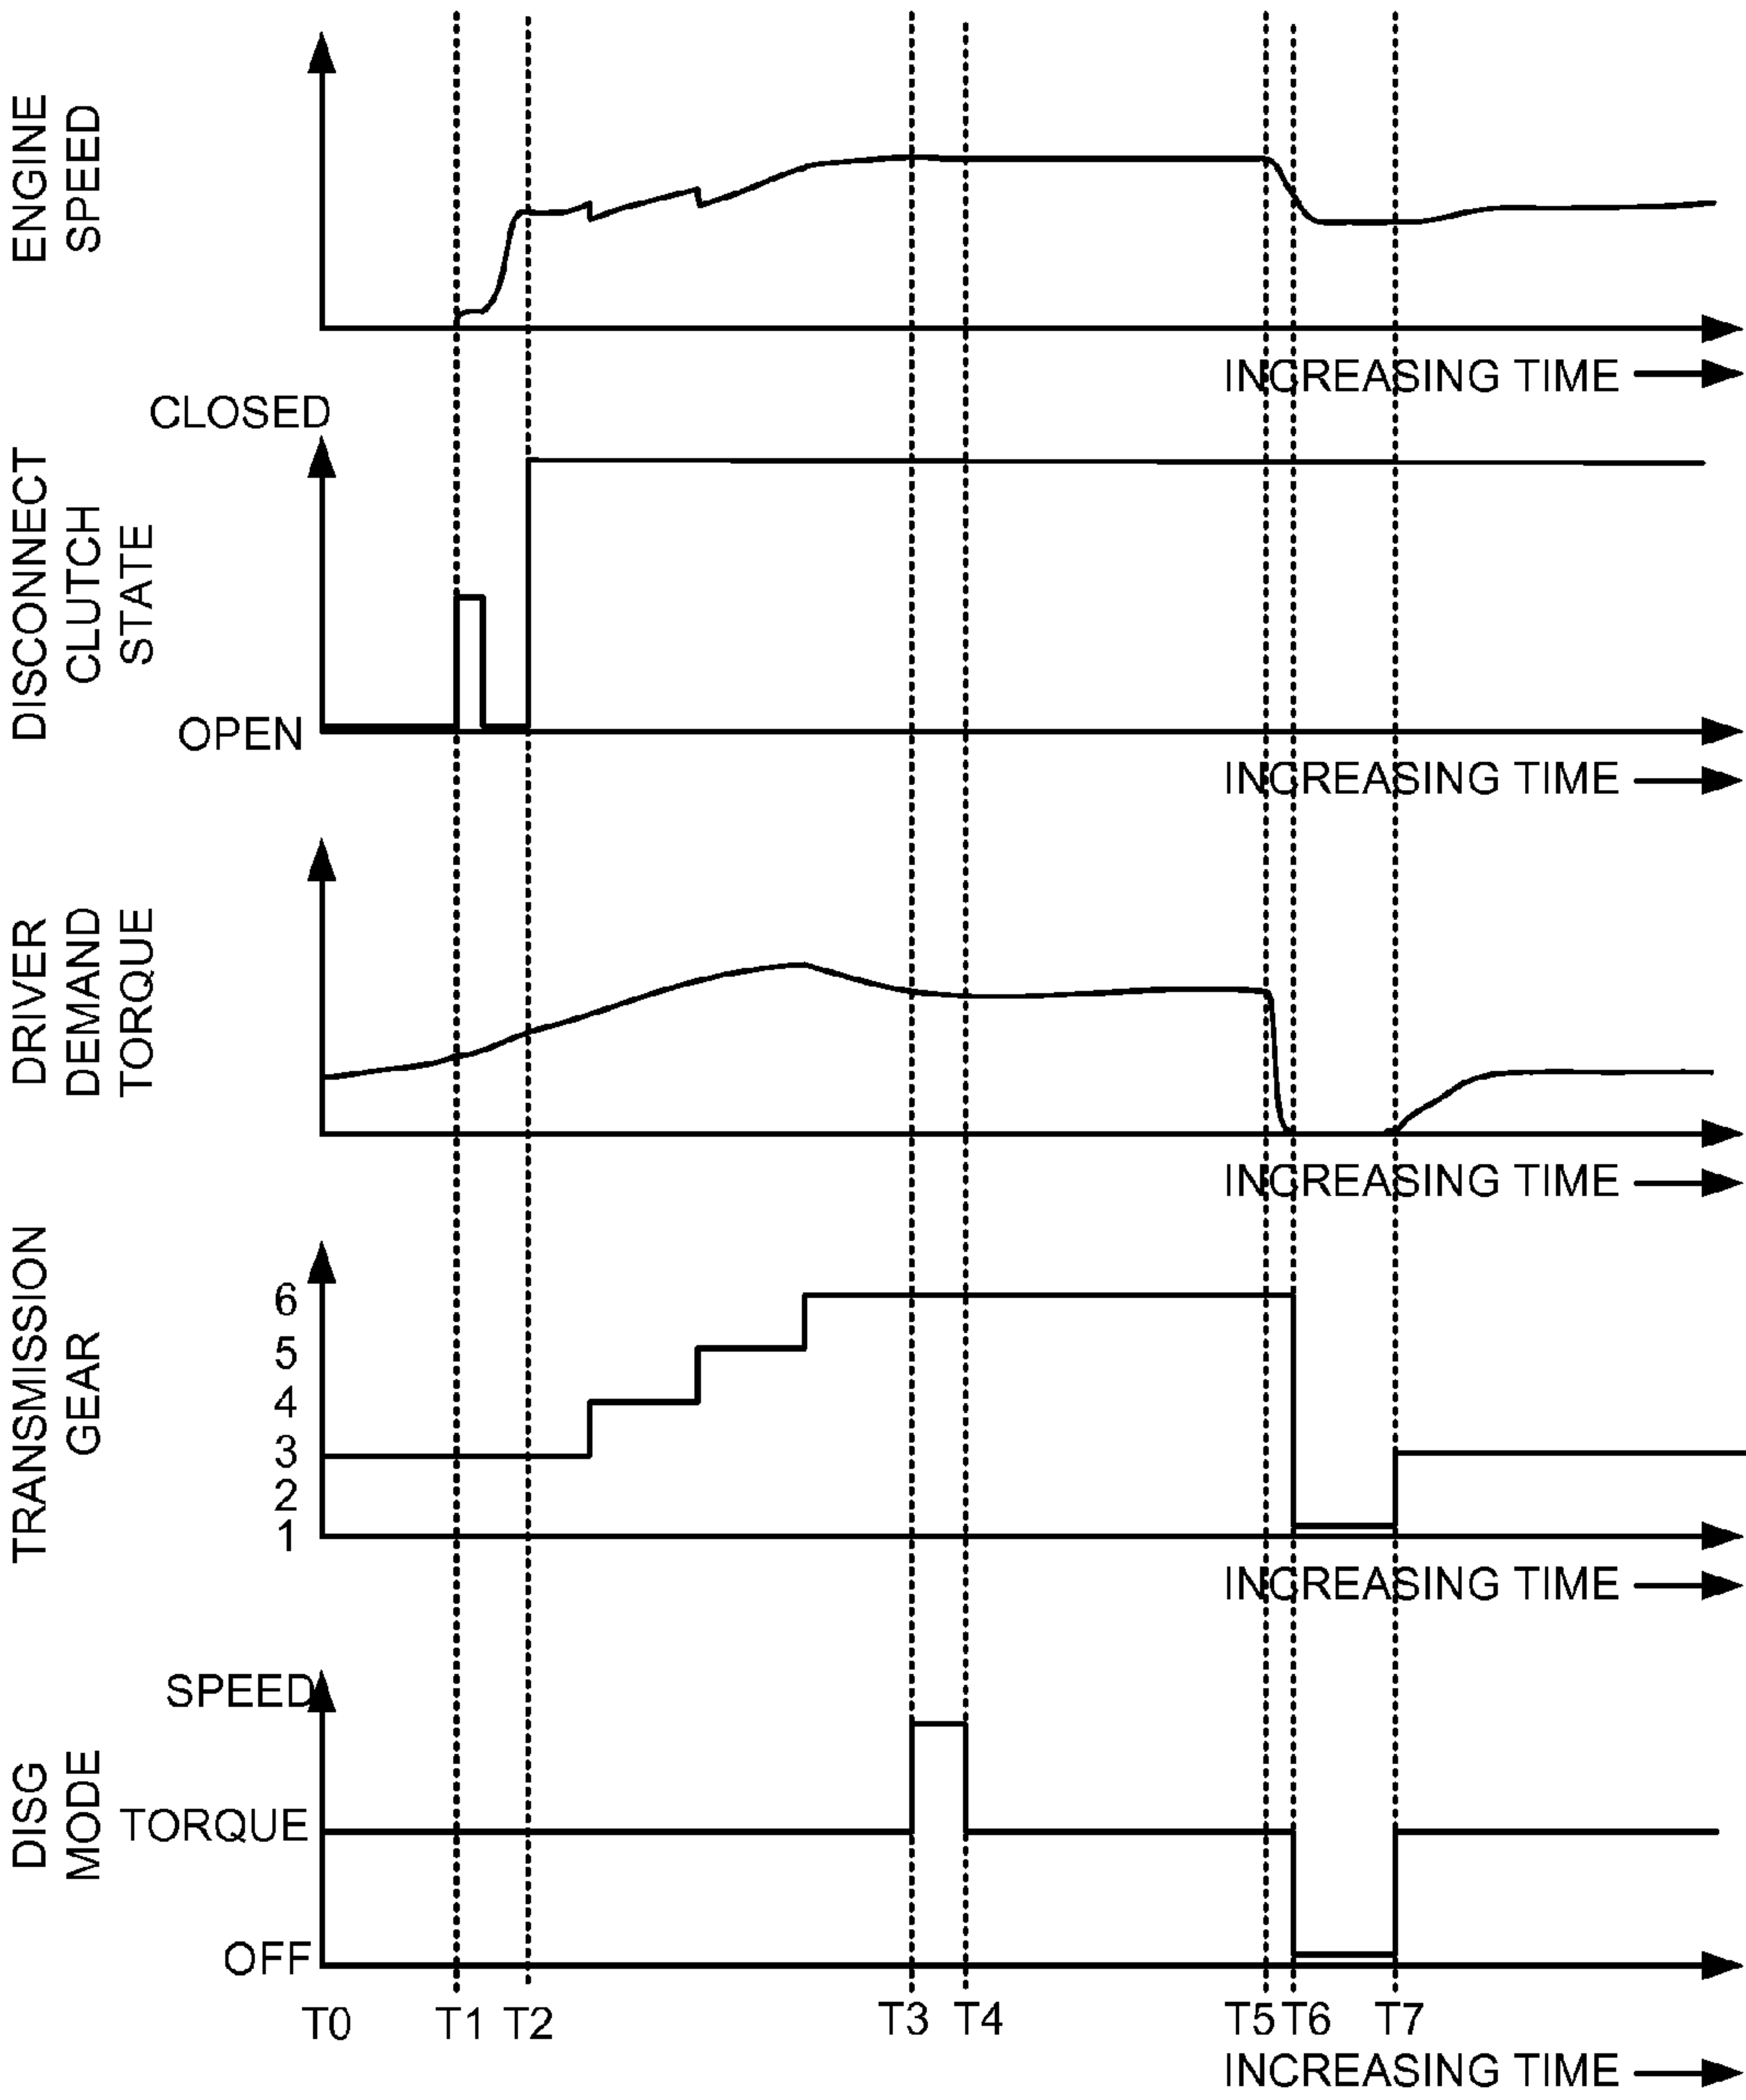 ENGINE
SPEED
INCREASING TIME
CLOSED
DISCONNECT
CLUTCH
STATE
OPEN
INCREASING TIME
DRIVER
DEMAND
TORQUE
INCREASING TIME
TRANSMISSION
GEAR
6
5
4
3
2
1
INCREASING TIME
SPEED
DISG
MODE
TORQUE
OFF
T0 T1 T2 T3 T4 T5 T6 T7
INCREASING TIME